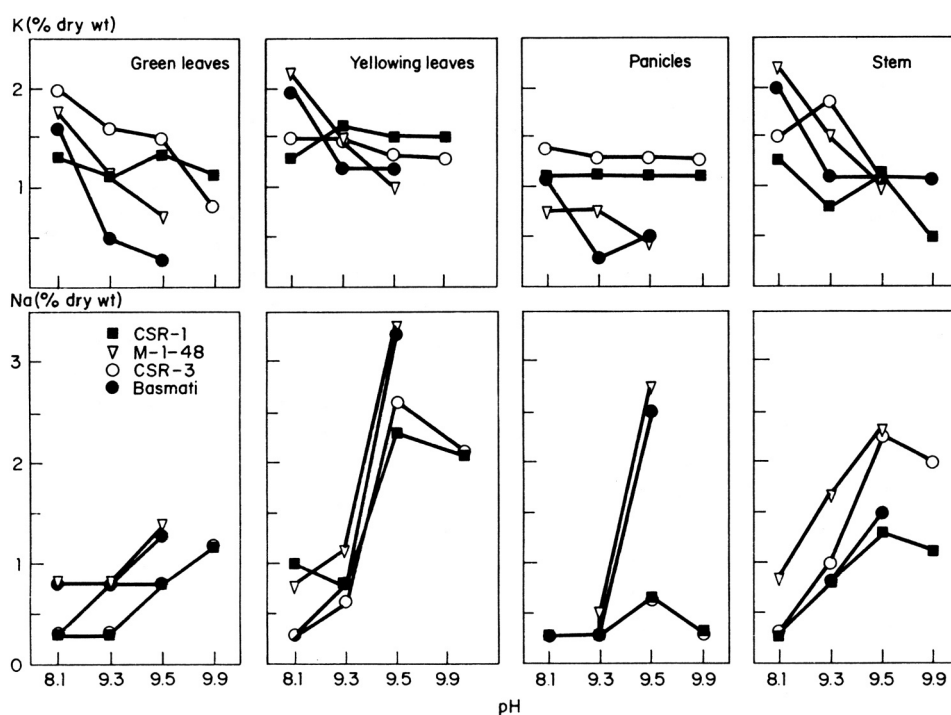 K(% dry wt)
Green leaves
Yellowing leaves
Panicles
Stem
2
1
8.1 9.3 9.5 9.9
8.1 9.3 9.5 9.9
8.1 9.3 9.5 9.9
8.1 9.3 9.5 9.9
Na(% dry wt)
CSR-1
M-1-48
CSR-3
Basmati
3
2
1
0
pH